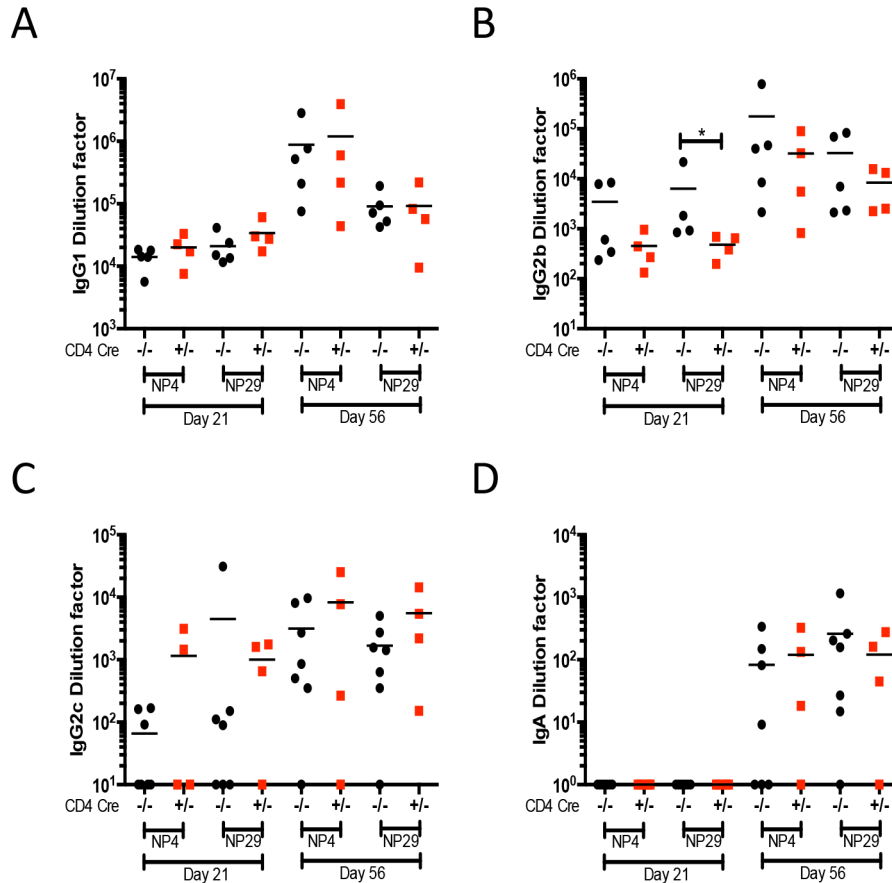 A
B
IgG1 Dilution factor
10^7
10^6
10^5
10^4
10^3
CD4 Cre -/- +/- -/- +/- -/- +/- -/- +/-
NP4 NP29 NP4 NP29
Day 21 Day 56
IgG2b Dilution factor
10^6
10^5
10^4
10^3
10^2
10^1
*
-/- +/- -/- +/- -/- +/- -/- +/-
NP4 NP29 NP4 NP29
Day 21 Day 56
C
D
IgG2c Dilution factor
10^5
10^4
10^3
10^2
10^1
CD4 Cre -/- +/- -/- +/- -/- +/- -/- +/-
NP4 NP29 NP4 NP29
Day 21 Day 56
IgA Dilution factor
10^4
10^3
10^2
10^1
10^0
CD4 Cre -/- +/- -/- +/- -/- +/- -/- +/-
NP4 NP29 NP4 NP29
Day 21 Day 56